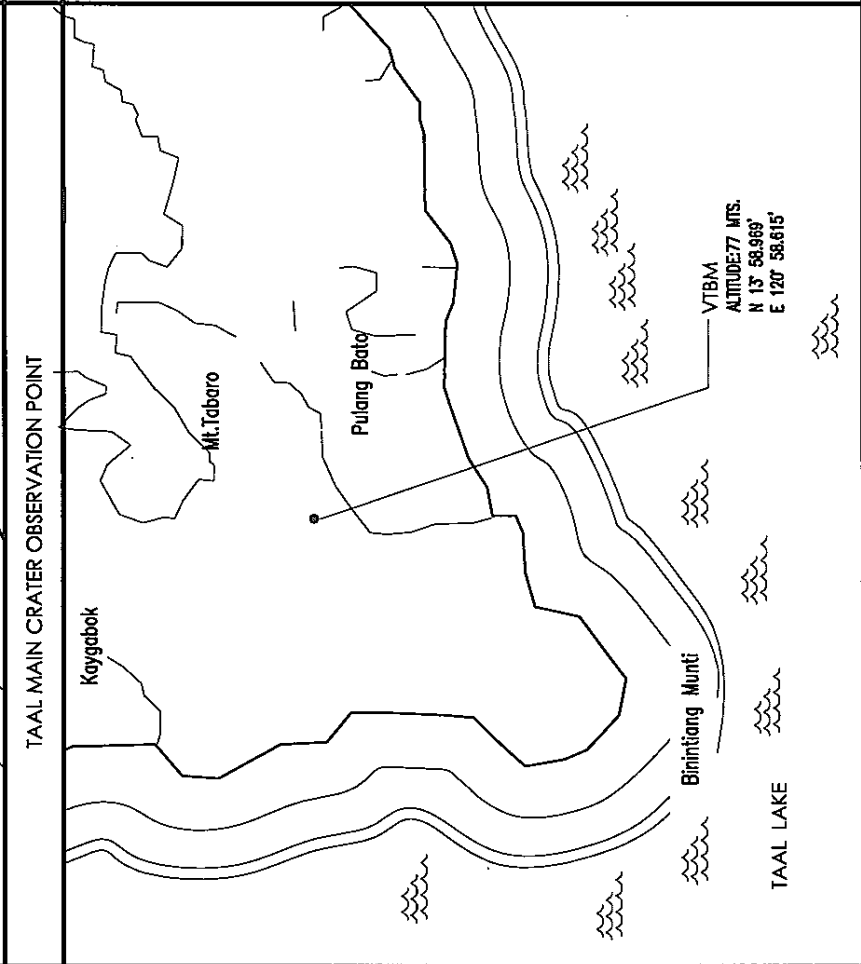 TAAL MAIN CRATER OBSERVATION POINT
Kaygabok
Mt.Tabaro
Pulang Bato
Binintiang Munti
VTBM
ALTITUDE:77 MTS.
N 13° 58.969'
E 120° 58.615'
TAAL LAKE